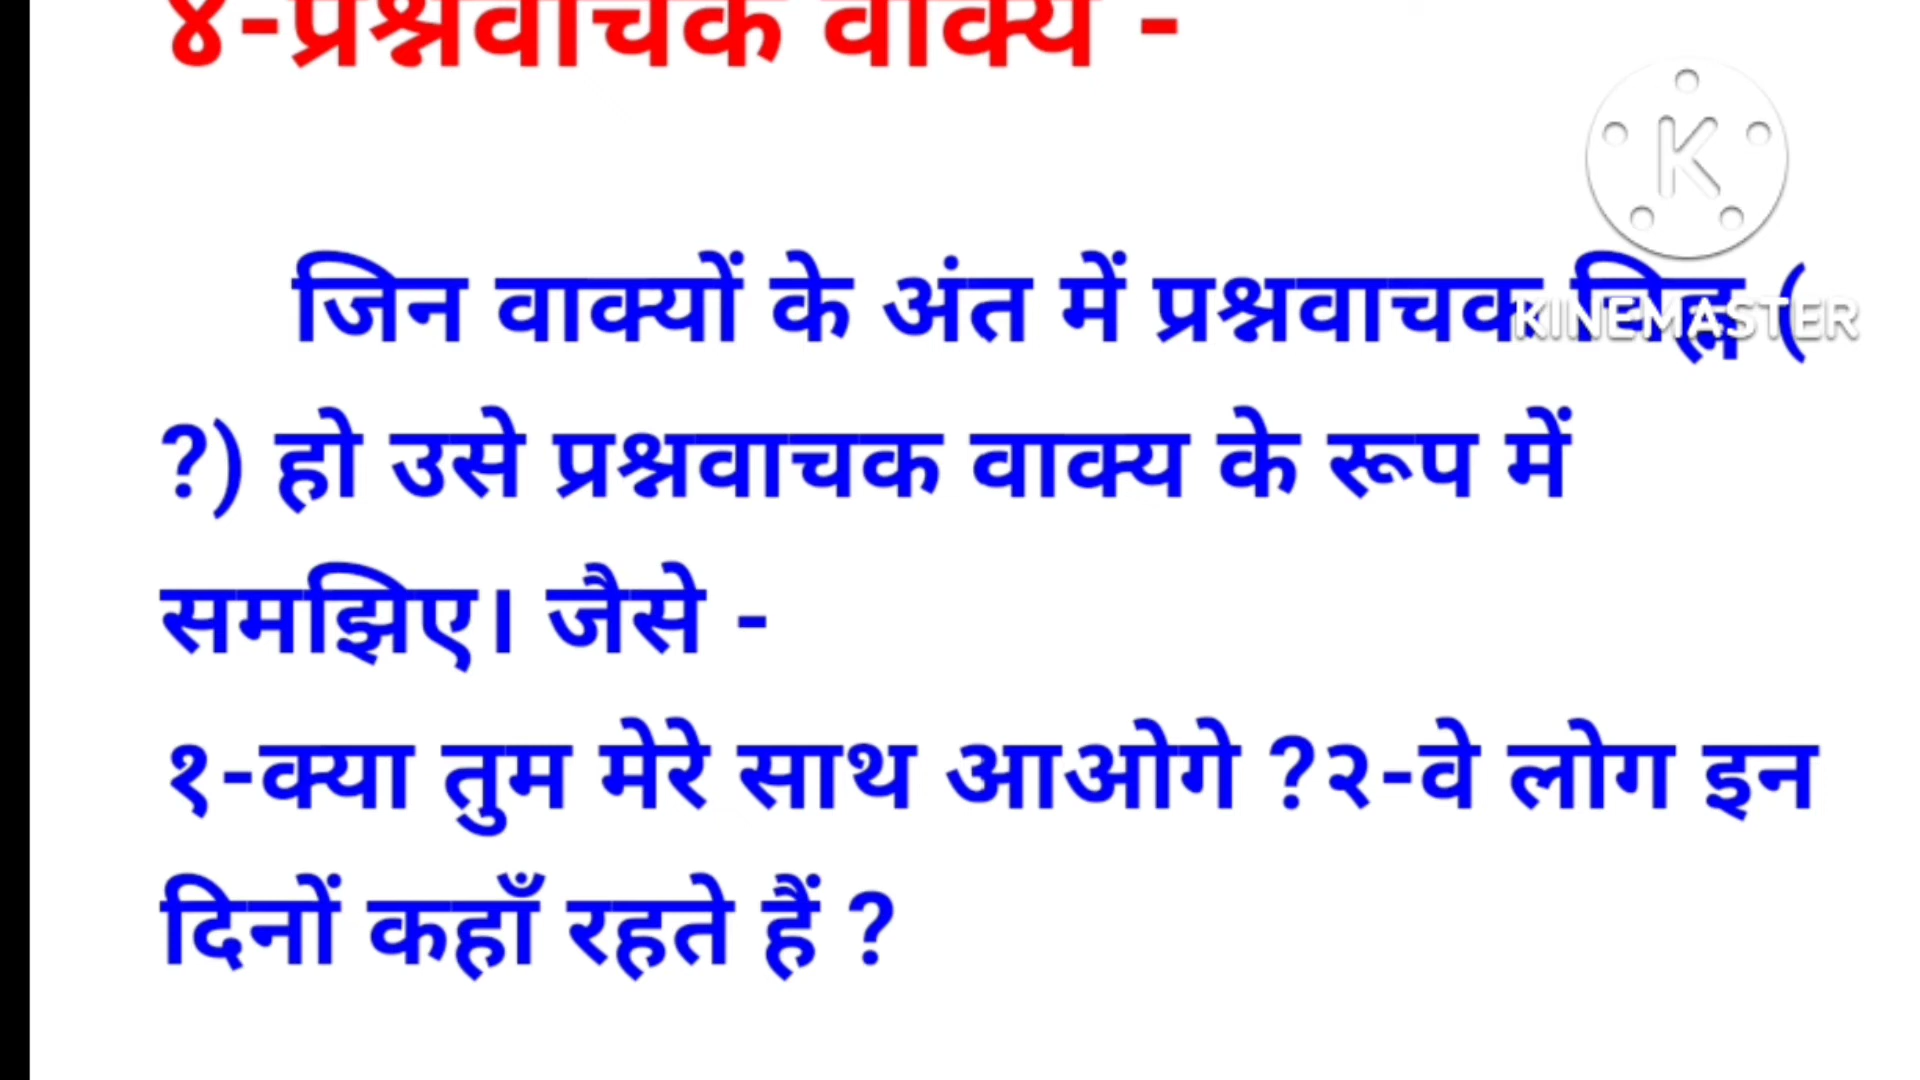 ४-प्रश्नवाचक वाक्य -
K
जिन वाक्यों के अंत में प्रश्नवाचक चिह्न (
KINEMASTER
?) हो उसे प्रश्नवाचक वाक्य के रूप में
समझिए। जैसे -
१-क्या तुम मेरे साथ आओगे ?२-वे लोग इन
दिनों कहाँ रहते हैं ?